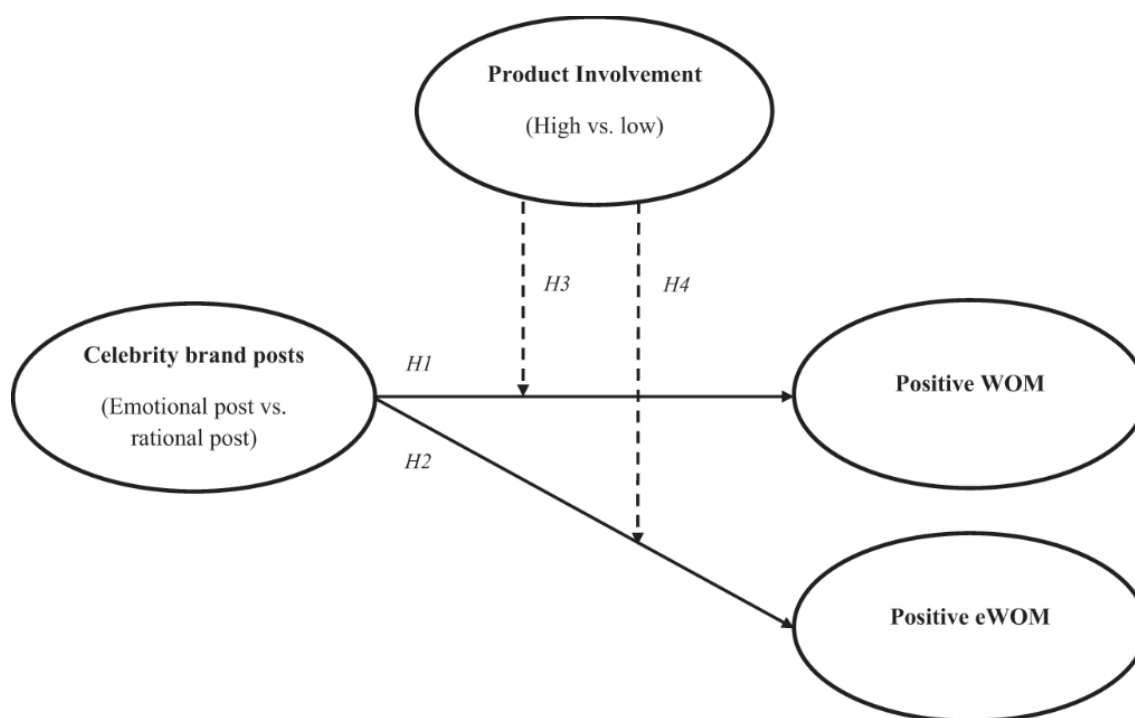 Product Involvement
(High vs. low)
H3
H4
Celebrity brand posts
(Emotional post vs.
rational post)
H1
H2
Positive WOM
Positive eWOM